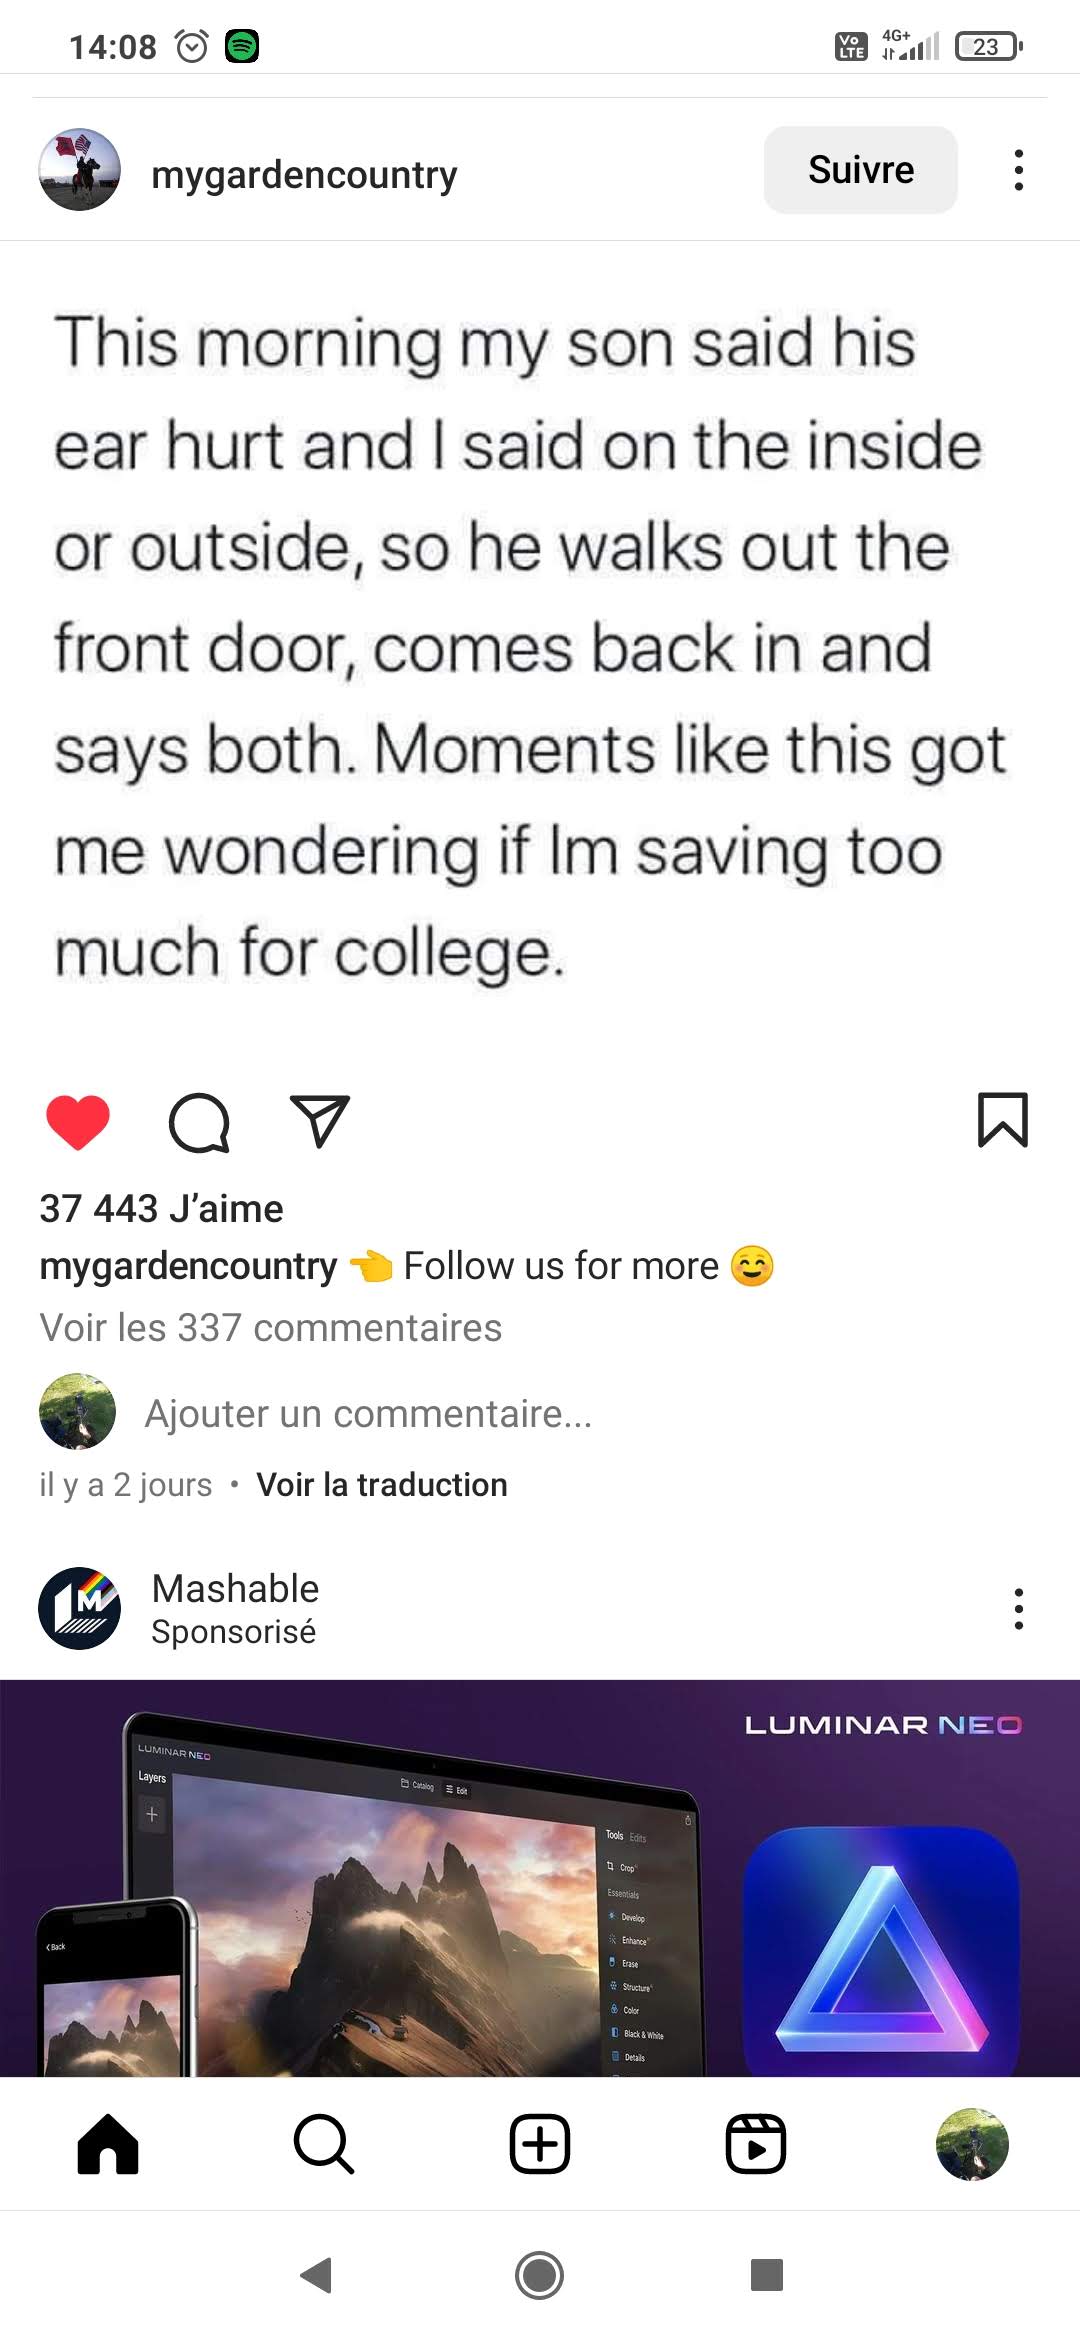 14:08
Vo LTE 4G+ 23
mygardencountry Suivre
This morning my son said his
ear hurt and I said on the inside
or outside, so he walks out the
front door, comes back in and
says both. Moments like this got
me wondering if Im saving too
much for college.
37 443 J’aime
mygardencountry 👈 Follow us for more ☺️
Voir les 337 commentaires
Ajouter un commentaire...
il y a 2 jours • Voir la traduction
M
Mashable
Sponsorisé
LUMINAR NEO
LUMINAR NEO
Layers
Catalog Edit
Tools Edits
Crop
Essentials
Develop
Enhance
Erase
Structure
Color
Black & White
Details
Back